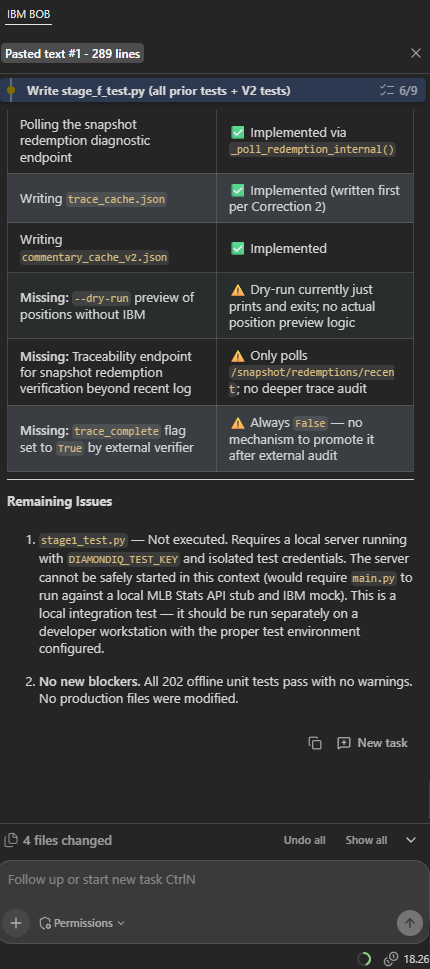 IBM BOB
Pasted text #1 - 289 lines
Write stage_f_test.py (all prior tests + V2 tests)
6/9
Polling the snapshot
redemption diagnostic
endpoint
✅ Implemented via
_poll_redemption_internal()
Writing trace_cache.json
✅ Implemented (written first
per Correction 2)
Writing
commentary_cache_v2.json
✅ Implemented
Missing: --dry-run preview of
positions without IBM
⚠️ Dry-run currently just
prints and exits; no actual
position preview logic
Missing: Traceability endpoint
for snapshot redemption
verification beyond recent log
⚠️ Only polls
/snapshot/redemptions/recen
t; no deeper trace audit
Missing: trace_complete flag
set to True by external verifier
⚠️ Always False — no
mechanism to promote it
after external audit
Remaining Issues
1. stage1_test.py — Not executed. Requires a local server running
with DIAMONDIQ_TEST_KEY and isolated test credentials. The server
cannot be safely started in this context (would require main.py to
run against a local MLB Stats API stub and IBM mock). This is a
local integration test — it should be run separately on a
developer workstation with the proper test environment
configured.
2. No new blockers. All 202 offline unit tests pass with no warnings.
No production files were modified.
New task
4 files changed
Undo all
Show all
Follow up or start new task CtrlN
Permissions
18.26